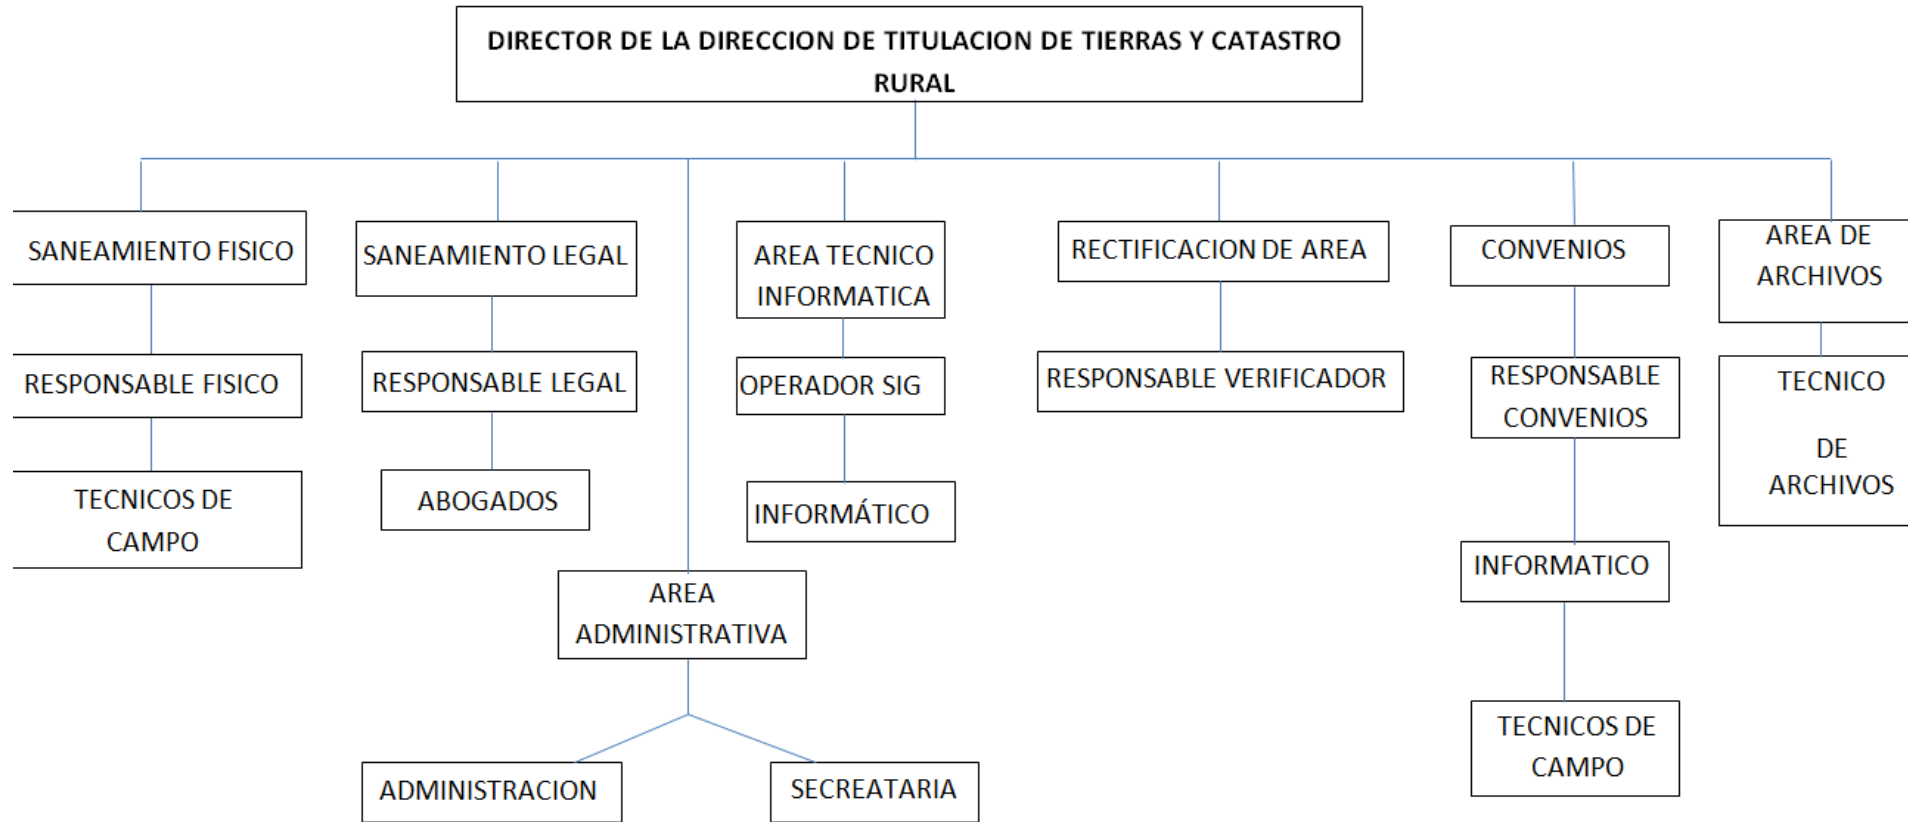 DIRECTOR DE LA DIRECCION DE TITULACION DE TIERRAS Y CATASTRO
RURAL
SANEAMIENTO FISICO
SANEAMIENTO LEGAL
AREA TECNICO
INFORMATICA
RECTIFICACION DE AREA
CONVENIOS
AREA DE
ARCHIVOS
RESPONSABLE FISICO
RESPONSABLE LEGAL
OPERADOR SIG
RESPONSABLE VERIFICADOR
RESPONSABLE
CONVENIOS
TECNICO
DE
ARCHIVOS
TECNICOS DE
CAMPO
ABOGADOS
INFORMÁTICO
INFORMATICO
AREA
ADMINISTRATIVA
TECNICOS DE
CAMPO
ADMINISTRACION
SECREATARIA